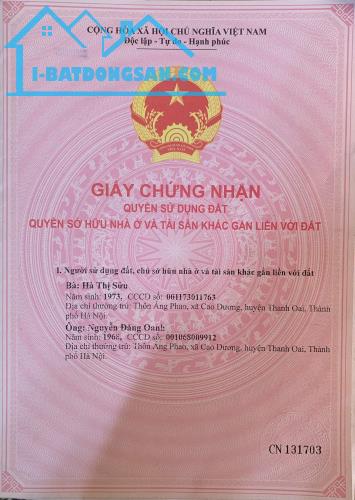 CỘNG HÒA XÃ HỘI CHỦ NGHĨA VIỆT NAM
Độc lập - Tự do - Hạnh phúc
I-BATDONGSAN.COM
GIẤY CHỨNG NHẬN
QUYỀN SỬ DỤNG ĐẤT
QUYỀN SỞ HỮU NHÀ Ở VÀ TÀI SẢN KHÁC GẮN LIỀN VỚI ĐẤT
I. Người sử dụng đất, chủ sở hữu nhà ở và tài sản khác gắn liền với đất
Bà: Hà Thị Sửu
Năm sinh: 1973, CCCD số: 001173011763
Địa chỉ thường trú: Thôn Áng Phao, xã Cao Dương, huyện Thanh Oai, Thành
phố Hà Nội.
Ông: Nguyễn Đăng Oanh
Năm sinh: 1968, CCCD số: 001068009912
Địa chỉ thường trú: Thôn Áng Phao, xã Cao Dương, huyện Thanh Oai, Thành
phố Hà Nội.
CN 131703